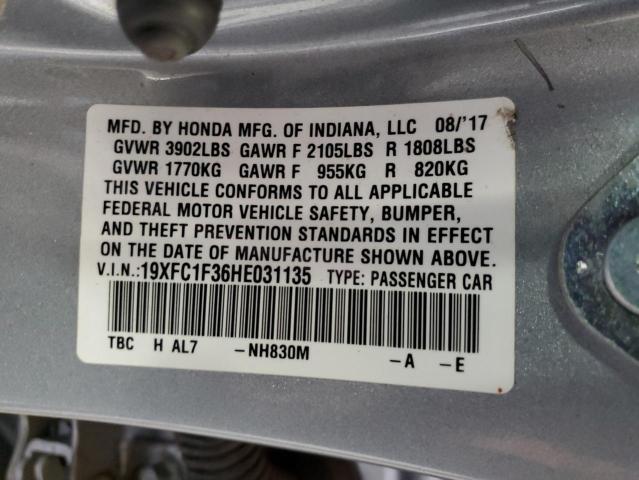 MFD. BY HONDA MFG. OF INDIANA, LLC 08/'17
GVWR 3902LBS GAWR F 2105LBS R 1808LBS
GVWR 1770KG GAWR F 955KG R 820KG
THIS VEHICLE CONFORMS TO ALL APPLICABLE
FEDERAL MOTOR VEHICLE SAFETY, BUMPER,
AND THEFT PREVENTION STANDARDS IN EFFECT
ON THE DATE OF MANUFACTURE SHOWN ABOVE.
V.I.N.:19XFC1F36HE031135 TYPE: PASSENGER CAR
TBC H AL7 -NH830M -A -E